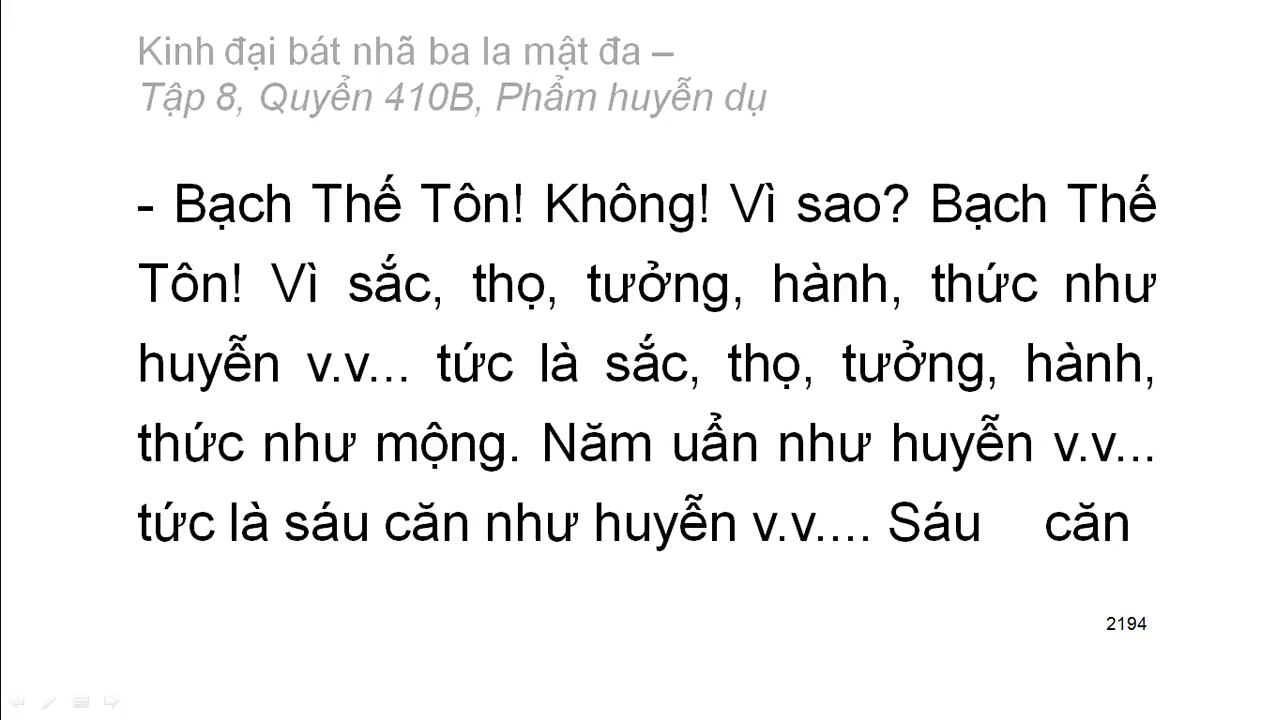 Kinh đại bát nhã ba la mật đa –
Tập 8, Quyển 410B, Phẩm huyễn dụ
- Bạch Thế Tôn! Không! Vì sao? Bạch Thế
Tôn! Vì sắc, thọ, tưởng, hành, thức như
huyễn v.v... tức là sắc, thọ, tưởng, hành,
thức như mộng. Năm uẩn như huyễn v.v...
tức là sáu căn như huyễn v.v.... Sáu căn
2194